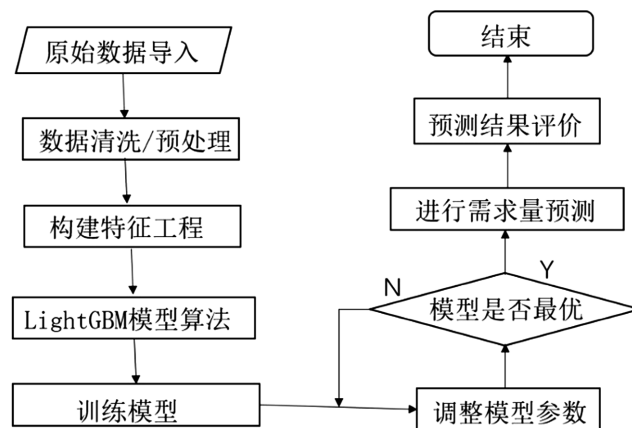 原始数据导入
数据清洗/预处理
构建特征工程
LightGBM模型算法
训练模型
调整模型参数
模型是否最优
N
Y
进行需求量预测
预测结果评价
结束